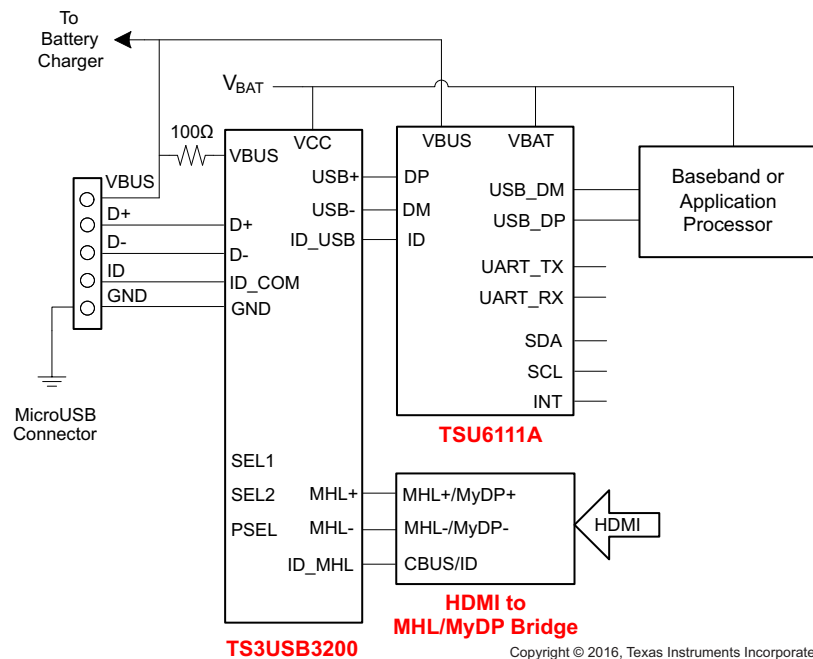 To
Battery
Charger
VBAT
100Ω
VBUS
VCC
VBUS
VBAT
VBUS
D+
D-
ID
GND
D+
D-
ID_COM
GND
USB+
USB-
ID_USB
DP
DM
ID
USB_DM
USB_DP
UART_TX
UART_RX
SDA
SCL
INT
Baseband or
Application
Processor
MicroUSB
Connector
TSU6111A
SEL1
SEL2
PSEL
MHL+
MHL-
ID_MHL
MHL+/MyDP+
MHL-/MyDP-
CBUS/ID
HDMI
HDMI to
MHL/MyDP Bridge
TS3USB3200
Copyright © 2016, Texas Instruments Incorporate